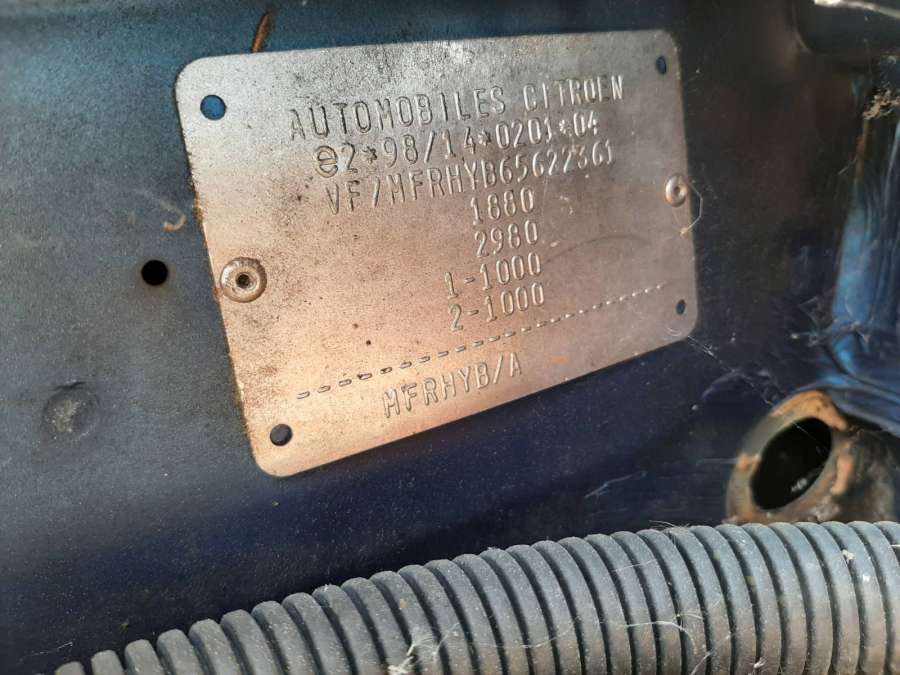 AUTOMOBILES CITROEN
e2*98/14*0201*04
VF7MFRHYB65622361
1880
2980
1-1000
2-1000
MFRHYB/A